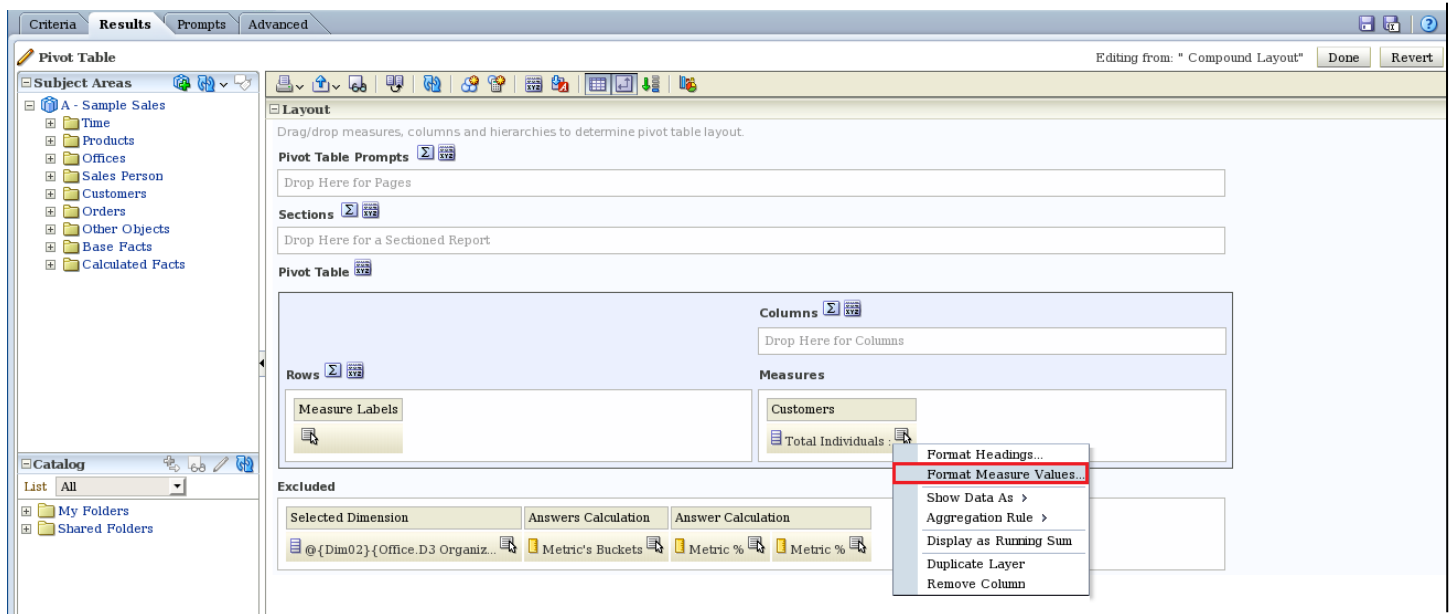 Criteria Results Prompts Advanced
Pivot Table Editing from: " Compound Layout" Done Revert
Subject Areas
A - Sample Sales
Time
Products
Offices
Sales Person
Customers
Orders
Other Objects
Base Facts
Calculated Facts
Catalog
List All
My Folders
Shared Folders
Layout
Drag/drop measures, columns and hierarchies to determine pivot table layout.
Pivot Table Prompts
Drop Here for Pages
Sections
Drop Here for a Sectioned Report
Pivot Table
Columns
Drop Here for Columns
Rows Measures
Measure Labels
Customers
Total Individuals :
Format Headings...
Format Measure Values...
Show Data As >
Aggregation Rule >
Display as Running Sum
Duplicate Layer
Remove Column
Excluded
Selected Dimension Answers Calculation Answer Calculation
@{Dim02}{Office.D3 Organiz... Metric's Buckets Metric % Metric %